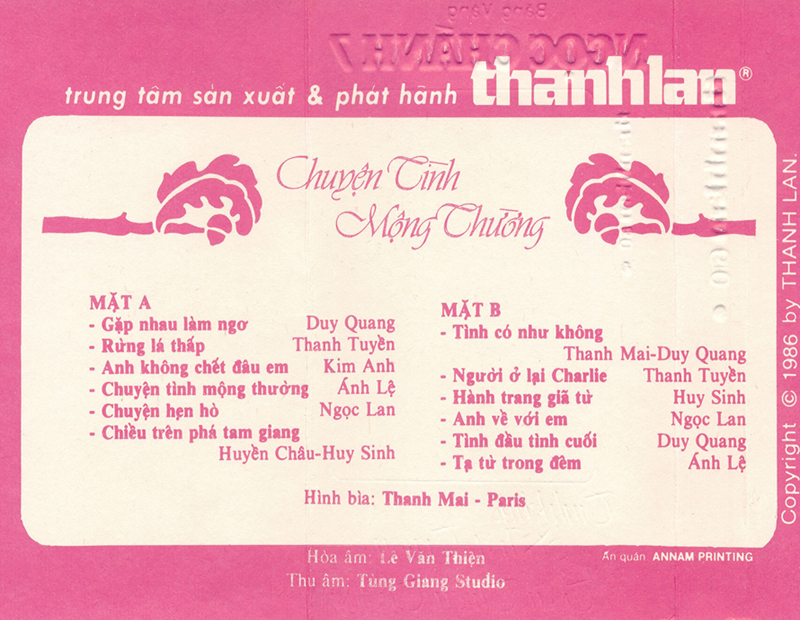 Băng Vàng
NGỌC CHÁNH 7
trung tâm sản xuất & phát hành thanhlan®
Chuyện Tình
Mộng Thường
MẶT A
- Gặp nhau làm ngơ Duy Quang
- Rừng lá thấp Thanh Tuyền
- Anh không chết đâu em Kim Anh
- Chuyện tình mộng thường Ánh Lệ
- Chuyện hẹn hò Ngọc Lan
- Chiều trên phá tam giang
Huyền Châu-Huy Sinh
MẶT B
- Tình có như không
Thanh Mai-Duy Quang
- Người ở lại Charlie Thanh Tuyền
- Hành trang giã từ Huy Sinh
- Anh về với em Ngọc Lan
- Tình đầu tình cuối Duy Quang
- Tạ từ trong đêm Ánh Lệ
Hình bìa: Thanh Mai - Paris
Hòa âm: Lê Văn Thiện
Thu âm: Tùng Giang Studio
Ấn quán ANNAM PRINTING
Copyright © 1986 by THANH LAN.